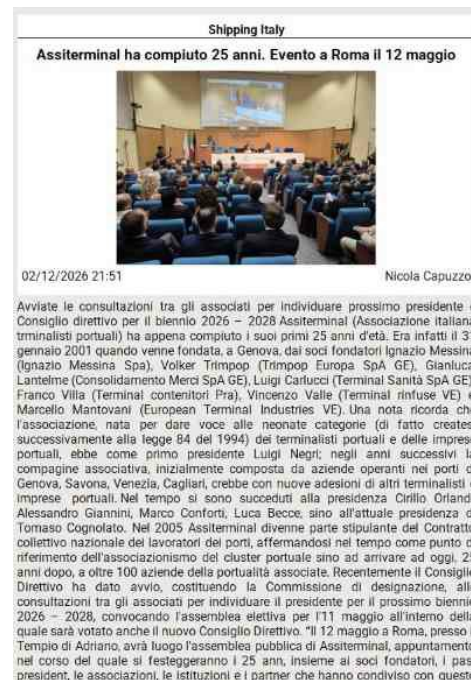 Shipping Italy
Assiterminal ha compiuto 25 anni. Evento a Roma il 12 maggio
02/12/2026 21:51 Nicola Capuzzo
Avviate le consultazioni tra gli associati per individuare prossimo presidente
Consiglio direttivo per il biennio 2026 – 2028 Assiterminal (Associazione italian
trminalisti portuali) ha appena compiuto i suoi primi 25 anni d'età. Era infatti il 3
gennaio 2001 quando venne fondata, a Genova, dai soci fondatori Ignazio Messin
(Ignazio Messina Spa), Volker Trimpop (Trimpop Europa SpA GE), Gianluca
Lantelme (Consolidamento Merci SpA GE), Luigi Carlucci (Terminal Sanità SpA GE)
Franco Villa (Terminal contenitori Pra), Vincenzo Valle (Terminal rinfuse VE) e
Marcello Mantovani (European Terminal Industries VE). Una nota ricorda che
l'associazione, nata per dare voce alle neonate categorie (di fatto createsi
successivamente alla legge 84 del 1994) dei terminalisti portuali e delle imprese
portuali, ebbe come primo presidente Luigi Negri; negli anni successivi la
compagine associativa, inizialmente composta da aziende operanti nei porti d
Genova, Savona, Venezia, Cagliari, crebbe con nuove adesioni di altri terminalisti e
imprese portuali. Nel tempo si sono succeduti alla presidenza Cirillo Orlandi
Alessandro Giannini, Marco Conforti, Luca Becce, sino all'attuale presidenza di
Tomaso Cognolato. Nel 2005 Assiterminal divenne parte stipulante del Contratto
collettivo nazionale dei lavoratori dei porti, affermandosi nel tempo come punto d
riferimento dell'associazionismo del cluster portuale sino ad arrivare ad oggi, 25
anni dopo, a oltre 100 aziende della portualità associate. Recentemente il Consiglio
Direttivo ha dato avvio, costituendo la Commissione di designazione, alle
consultazioni tra gli associati per individuare il presidente per il prossimo biennio
2026 – 2028, convocando l'assemblea elettiva per l'11 maggio all'interno della
quale sarà votato anche il nuovo Consiglio Direttivo. "Il 12 maggio a Roma, presso i
Tempio di Adriano, avrà luogo l'assemblea pubblica di Assiterminal, appuntamento
nel corso del quale si festeggeranno i 25 anni, insieme ai soci fondatori, i past
president, le associazioni, le istituzioni e i partner che hanno condiviso con questa